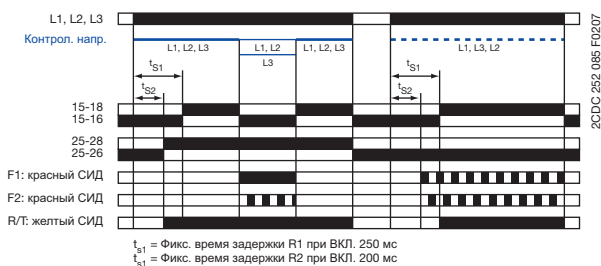 L1, L2, L3
Контрол. напр.
L1, L2, L3
L1, L2
L3
L1, L2, L3
L1, L3, L2
tS1
tS2
tS1
tS2
15-18
15-16
25-28
25-26
F1: красный СИД
F2: красный СИД
R/T: желтый СИД
ts1 = Фикс. время задержки R1 при ВКЛ. 250 мс
ts1 = Фикс. время задержки R2 при ВКЛ. 200 мс
2CDC 252 085 F0207